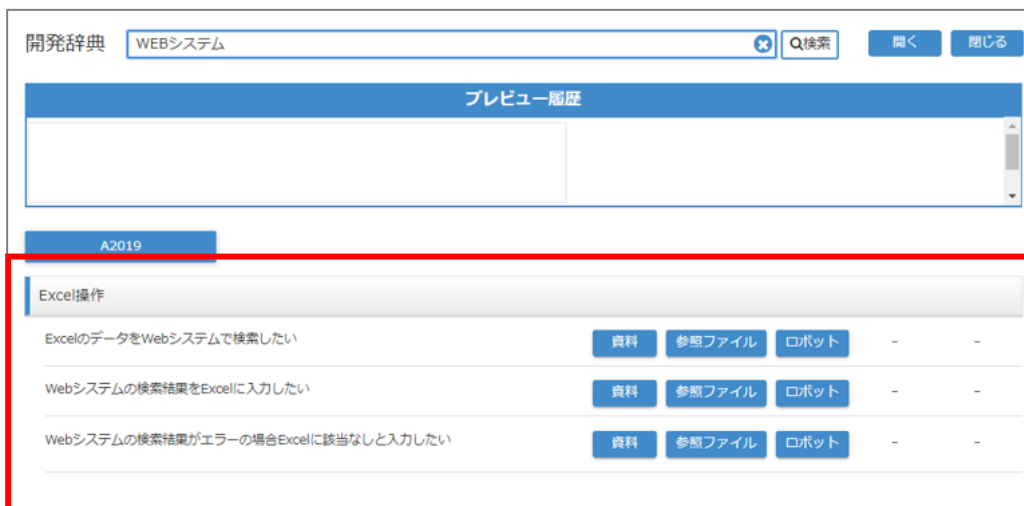 開発辞典 WEBシステム 検索 開く 閉じる
プレビュー履歴
A2019
Excel操作
ExcelのデータをWebシステムで検索したい 資料 参照ファイル ロボット – –
Webシステムの検索結果をExcelに入力したい 資料 参照ファイル ロボット – –
Webシステムの検索結果がエラーの場合Excelに該当なしと入力したい 資料 参照ファイル ロボット – –